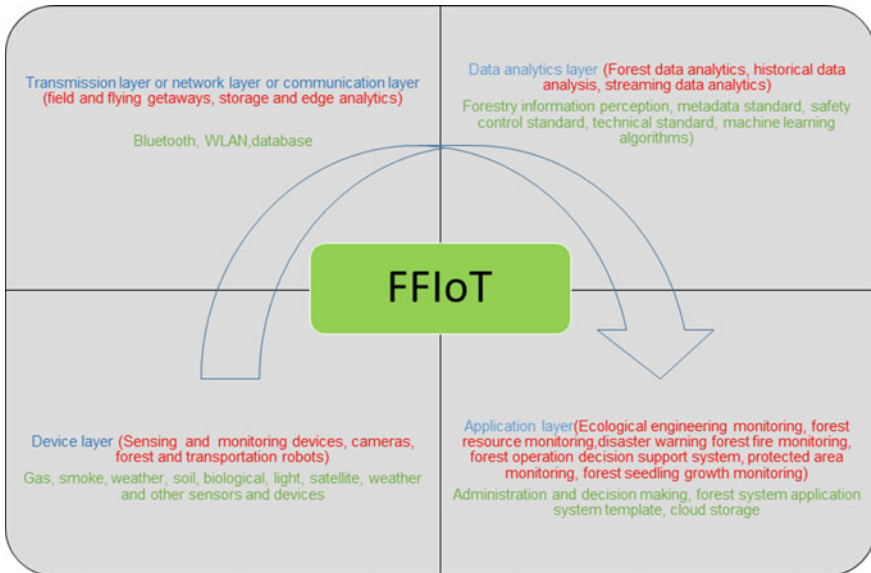 Transmission layer or network layer or communication layer
(field and flying getaways, storage and edge analytics)
Bluetooth, WLAN,database
Data analytics layer (Forest data analytics, historical data
analysis, streaming data analytics)
Forestry information perception, metadata standard, safety
control standard, technical standard, machine learning
algorithms)
FFIoT
Device layer (Sensing and monitoring devices, cameras,
forest and transportation robots)
Gas, smoke, weather, soil, biological, light, satellite, weather
and other sensors and devices
Application layer(Ecological engineering monitoring, forest
resource monitoring,disaster warning forest fire monitoring,
forest operation decision support system, protected area
monitoring, forest seedling growth monitoring)
Administration and decision making, forest system application
system template, cloud storage